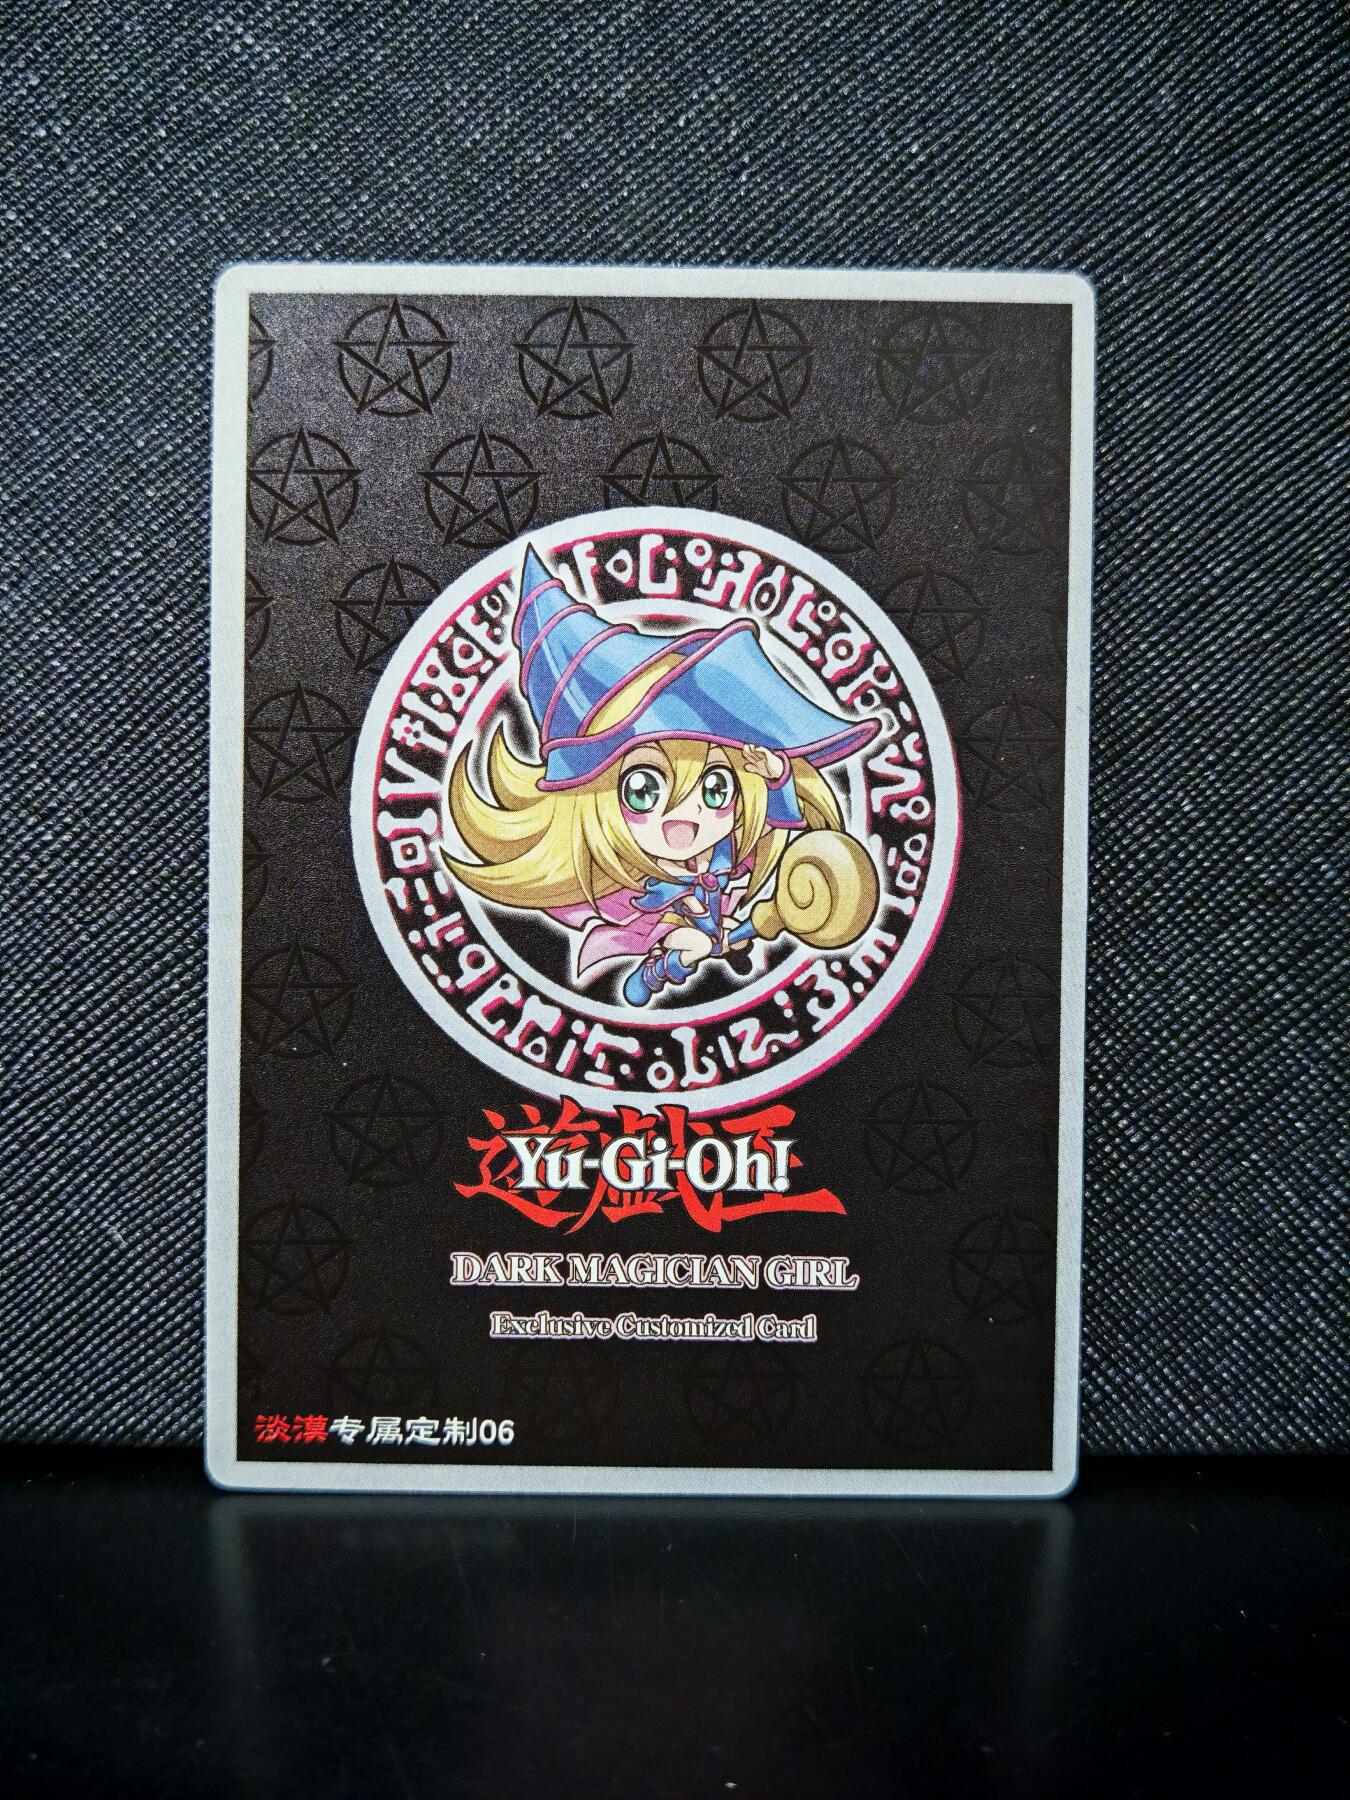 遊戯王
Yu-Gi-Oh!
DARK MAGICIAN GIRL
Exclusive Customized Card
淡漠专属定制06